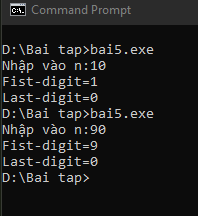 Command Prompt
D:\Bai tap>bai5.exe
Nhập vào n:10
Fist-digit=1
Last-digit=0
D:\Bai tap>bai5.exe
Nhập vào n:90
Fist-digit=9
Last-digit=0
D:\Bai tap>